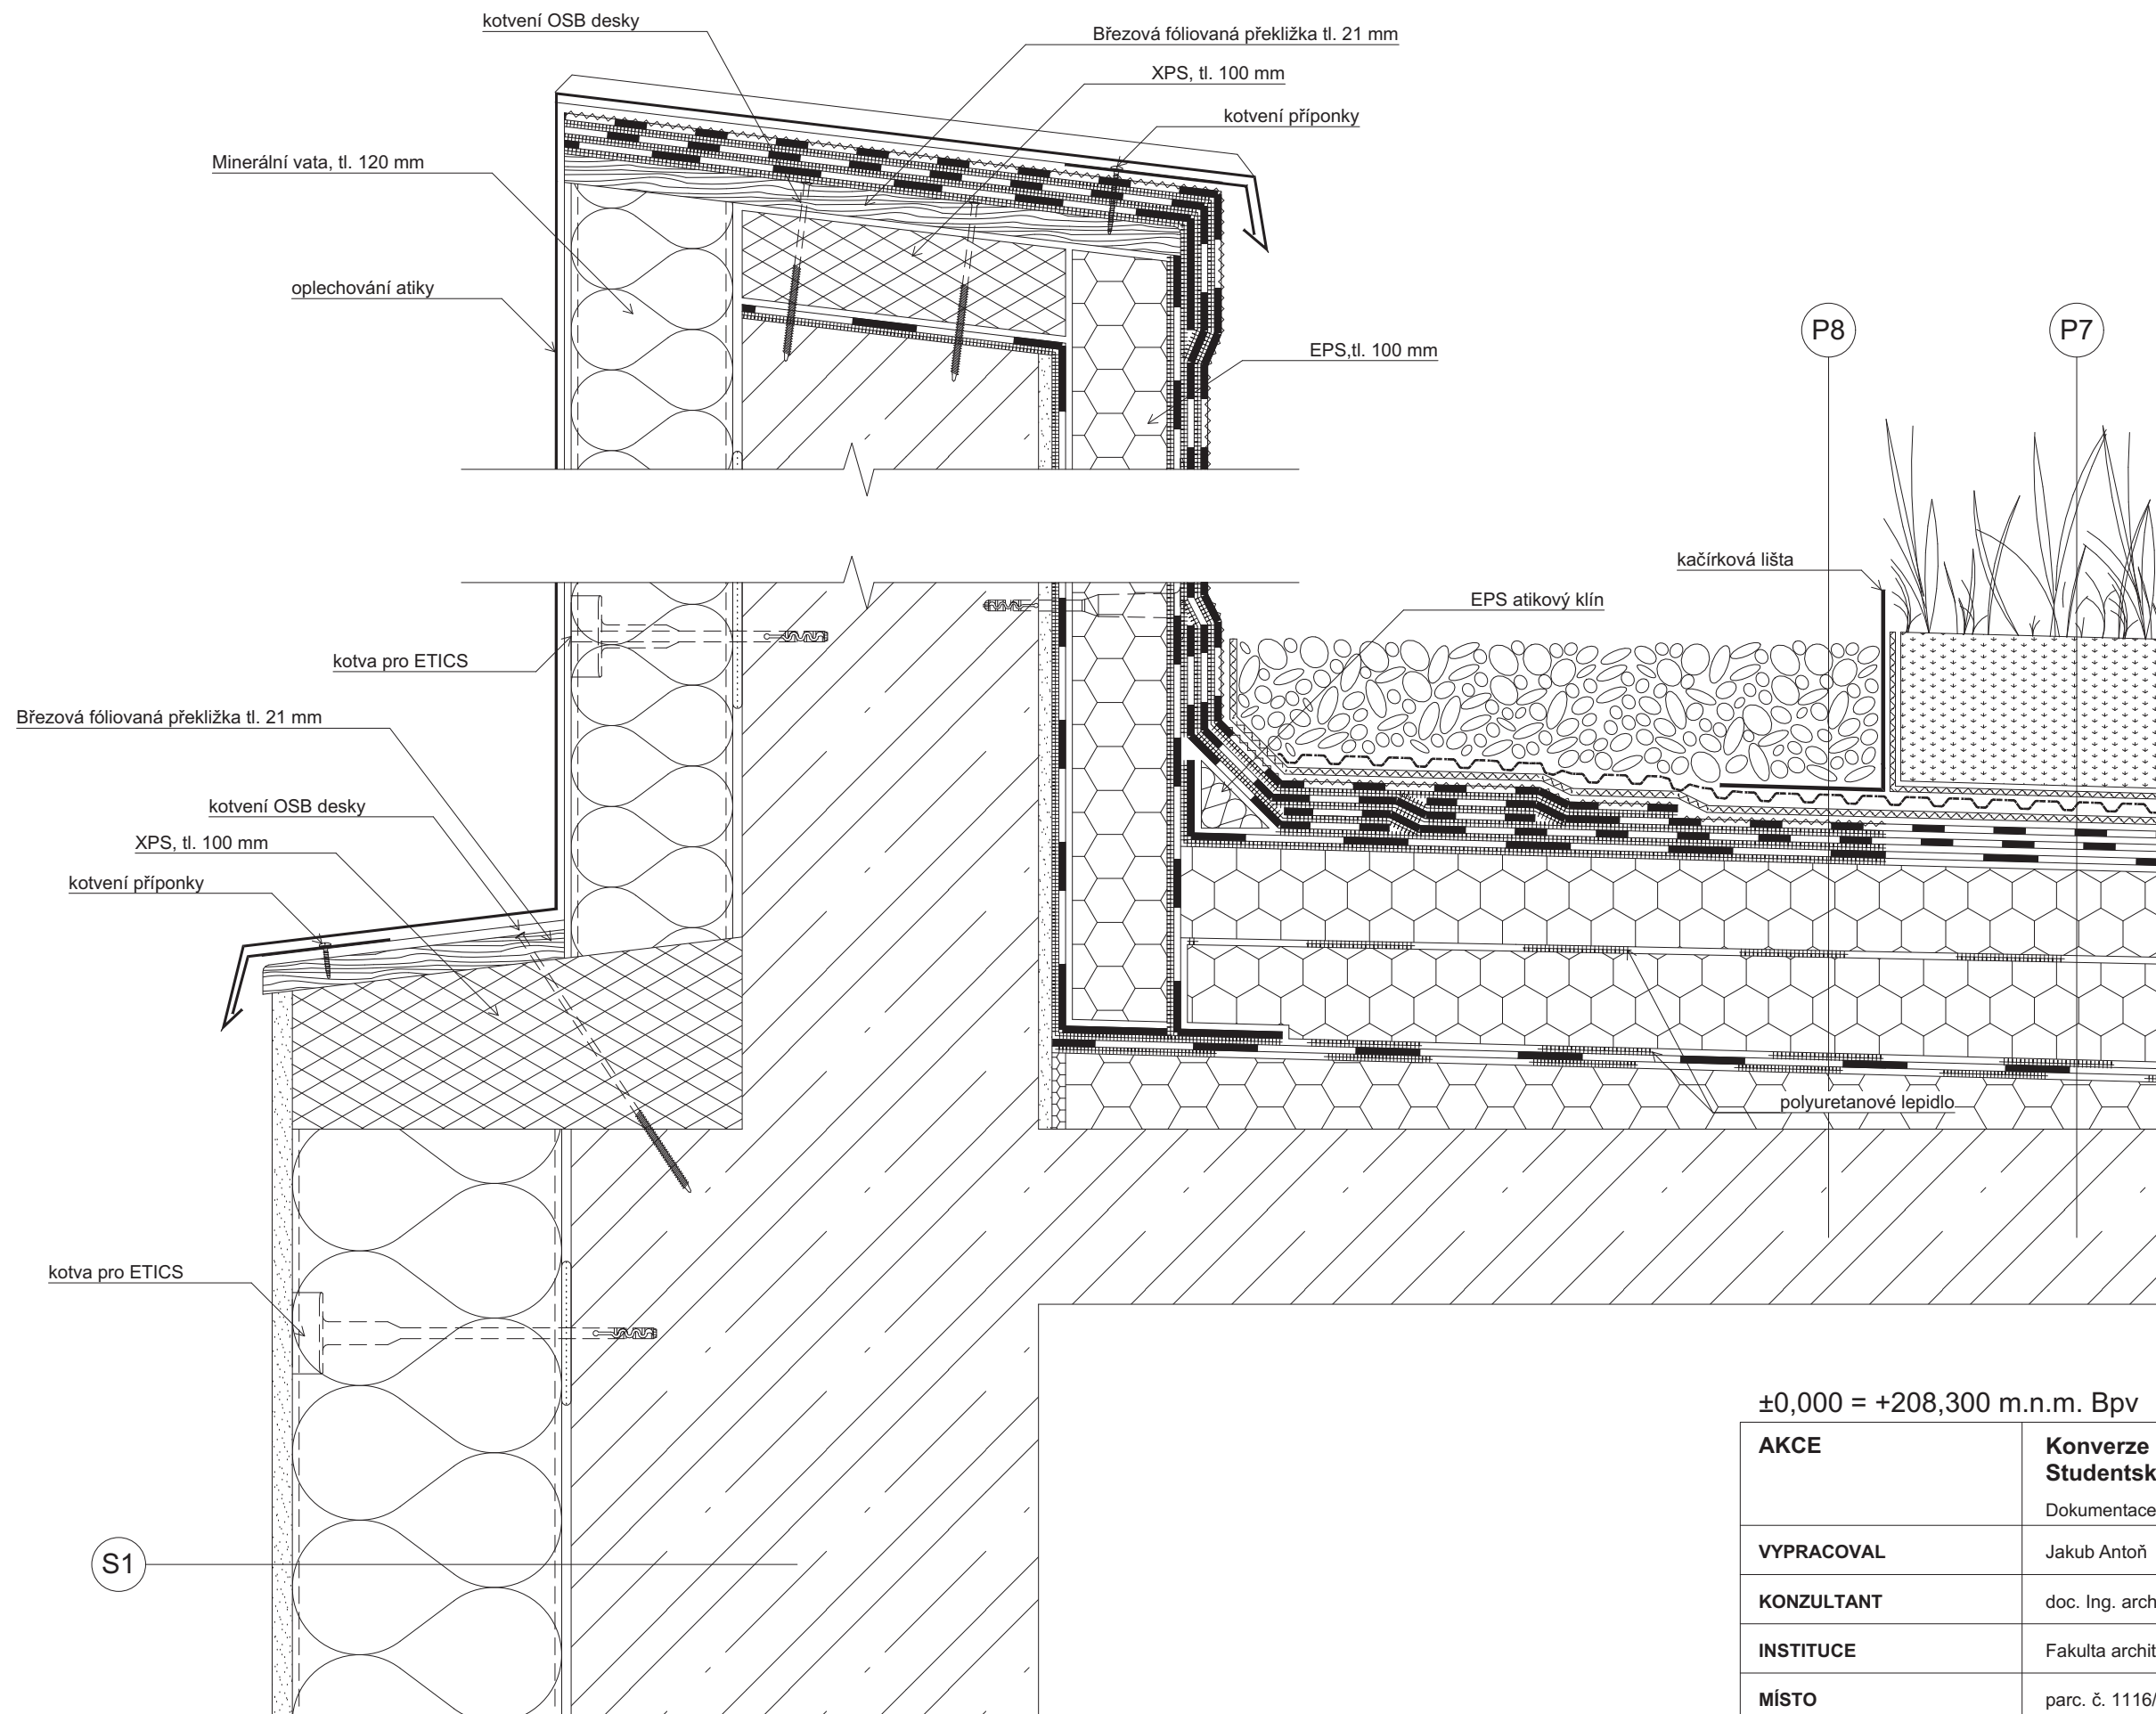 kotvení OSB desky
Březová fóliovaná překližka tl. 21 mm
XPS, tl. 100 mm
kotvení příponky
Minerální vata, tl. 120 mm
oplechování atiky
EPS,tl. 100 mm
P8
P7
kačírková lišta
EPS atikový klín
kotva pro ETICS
Březová fóliovaná překližka tl. 21 mm
kotvení OSB desky
XPS, tl. 100 mm
kotvení příponky
polyuretanové lepidlo
kotva pro ETICS
S1
±0,000 = +208,300 m.n.m. Bpv
AKCE
Konverze
Studentsk
Dokumentace
VYPRACOVAL
Jakub Antoň
KONZULTANT
doc. Ing. arch
INSTITUCE
Fakulta archit
MÍSTO
parc. č. 1116/